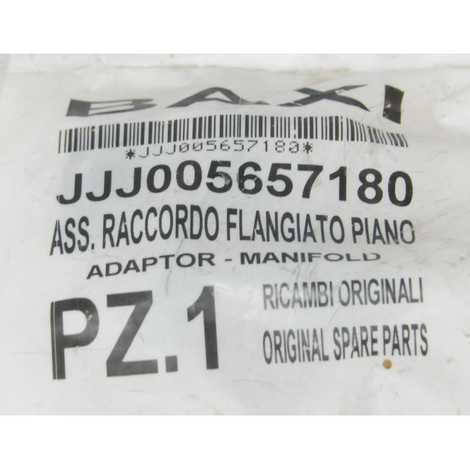 BAXI
*JJJ005657180*
JJJ005657180
ASS. RACCORDO FLANGIATO PIANO
ADAPTOR - MANIFOLD
PZ.1 RICAMBI ORIGINALI
ORIGINAL SPARE PARTS